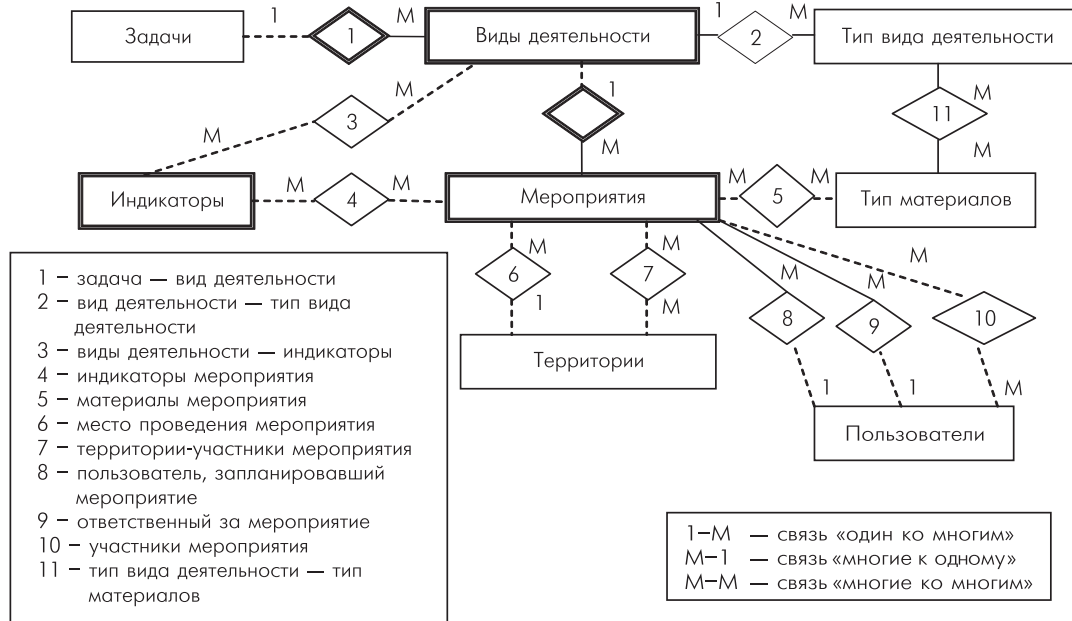 1 М 1 М
Задачи 1 Виды деятельности 2 Тип вида деятельности
М 1 М
3 11
М М
М М М М М М
Индикаторы 4 Мероприятия 5 Тип материалов
М М М М М
6 7
1 М 8 9 10
Территории
1 1 М
Пользователи
1 – задача — вид деятельности
2 – вид деятельности — тип вида
деятельности
3 – виды деятельности — индикаторы
4 – индикаторы мероприятия
5 – материалы мероприятия
6 – место проведения мероприятия
7 – территории-участники мероприятия
8 – пользователь, запланировавший
мероприятие
9 – ответственный за мероприятие
10 – участники мероприятия
11 – тип вида деятельности — тип
материалов
1–М — связь «один ко многим»
М–1 — связь «многие к одному»
М–М — связь «многие ко многим»